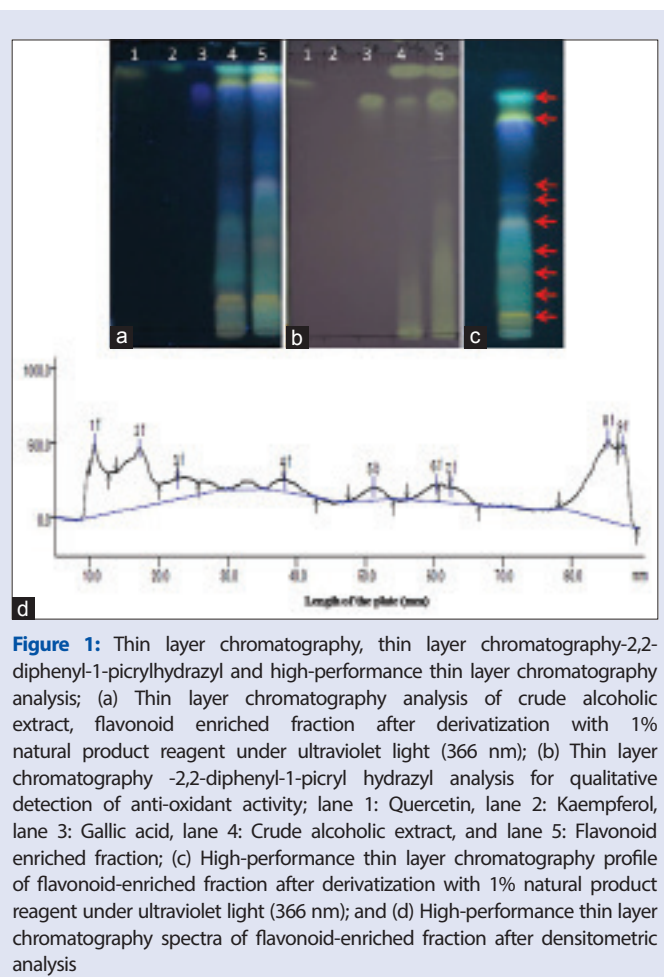 1 2 3 4 5
1 2 3 4 5
a
b
c
1000.0
500.0
0.0
10.0 20.0 30.0 40.0 50.0 60.0 70.0 80.0 mm
Length of the plate (mm)
d
Figure 1: Thin layer chromatography, thin layer chromatography-2,2-
diphenyl-1-picrylhydrazyl and high-performance thin layer chromatography
analysis; (a) Thin layer chromatography analysis of crude alcoholic
extract, flavonoid enriched fraction after derivatization with 1%
natural product reagent under ultraviolet light (366 nm); (b) Thin layer
chromatography -2,2-diphenyl-1-picryl hydrazyl analysis for qualitative
detection of anti-oxidant activity; lane 1: Quercetin, lane 2: Kaempferol,
lane 3: Gallic acid, lane 4: Crude alcoholic extract, and lane 5: Flavonoid
enriched fraction; (c) High-performance thin layer chromatography profile
of flavonoid-enriched fraction after derivatization with 1% natural product
reagent under ultraviolet light (366 nm); and (d) High-performance thin layer
chromatography spectra of flavonoid-enriched fraction after densitometric
analysis